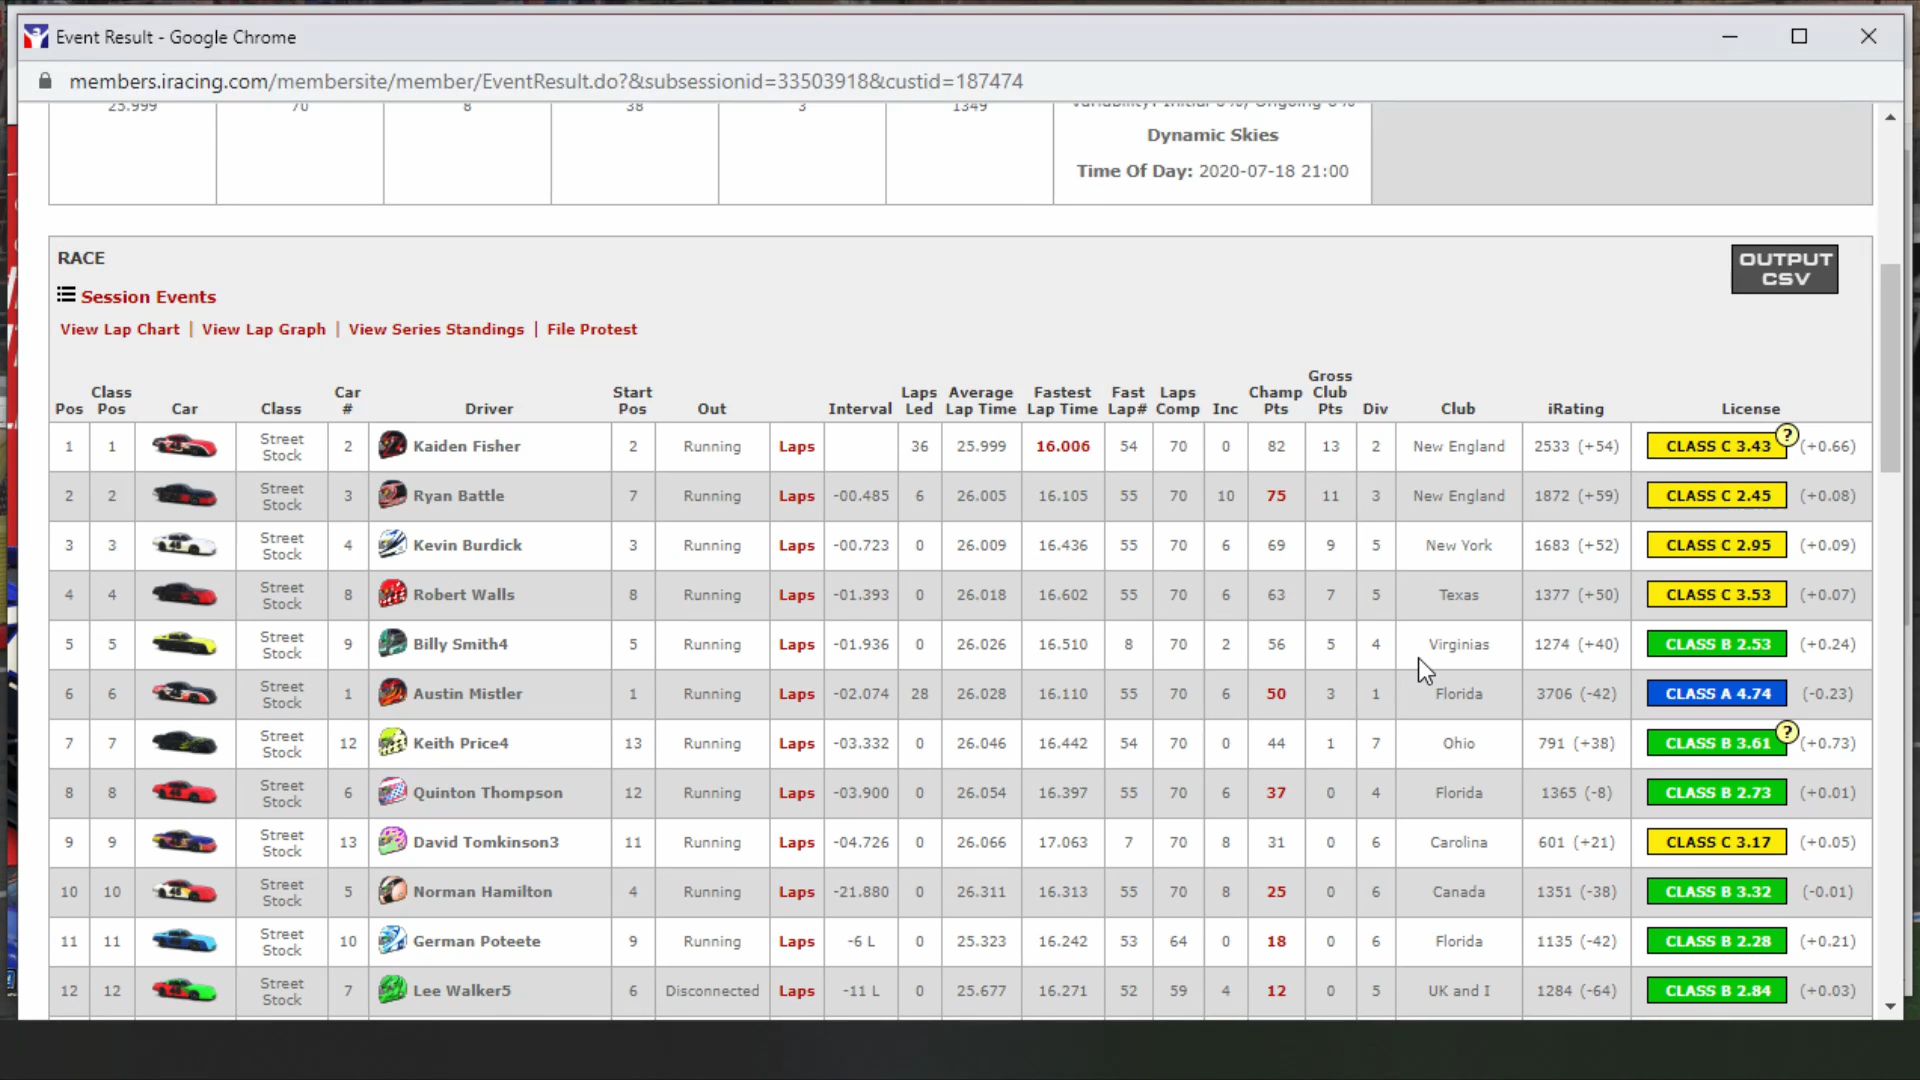 Event Result - Google Chrome
members.iracing.com/membersite/member/EventResult.do?&subsessionid=33503918&custid=187474
25.999 70 8 38 3 1349
Dynamic Skies
Time Of Day: 2020-07-18 21:00
RACE
OUTPUT CSV
Session Events
View Lap Chart | View Lap Graph | View Series Standings | File Protest
Pos Class Pos Car Class Car # Driver Start Pos Out Interval Laps Led Average Lap Time Fastest Lap Time Fast Lap# Laps Comp Inc Champ Pts Gross Club Pts Div Club iRating License
1 1 Street Stock 2 Kaiden Fisher 2 Running Laps 36 25.999 16.006 54 70 0 82 13 2 New England 2533 (+54) CLASS C 3.43 ? (+0.66)
2 2 Street Stock 3 Ryan Battle 7 Running Laps -00.485 6 26.005 16.105 55 70 10 75 11 3 New England 1872 (+59) CLASS C 2.45 (+0.08)
3 3 Street Stock 4 Kevin Burdick 3 Running Laps -00.723 0 26.009 16.436 55 70 6 69 9 5 New York 1683 (+52) CLASS C 2.95 (+0.09)
4 4 Street Stock 8 Robert Walls 8 Running Laps -01.393 0 26.018 16.602 55 70 6 63 7 5 Texas 1377 (+50) CLASS C 3.53 (+0.07)
5 5 Street Stock 9 Billy Smith4 5 Running Laps -01.936 0 26.026 16.510 8 70 2 56 5 4 Virginias 1274 (+40) CLASS B 2.53 (+0.24)
6 6 Street Stock 1 Austin Mistler 1 Running Laps -02.074 28 26.028 16.110 55 70 6 50 3 1 Florida 3706 (-42) CLASS A 4.74 (-0.23)
7 7 Street Stock 12 Keith Price4 13 Running Laps -03.332 0 26.046 16.442 54 70 0 44 1 7 Ohio 791 (+38) CLASS B 3.61 ? (+0.73)
8 8 Street Stock 6 Quinton Thompson 12 Running Laps -03.900 0 26.054 16.397 55 70 6 37 0 4 Florida 1365 (-8) CLASS B 2.73 (+0.01)
9 9 Street Stock 13 David Tomkinson3 11 Running Laps -04.726 0 26.066 17.063 7 70 8 31 0 6 Carolina 601 (+21) CLASS C 3.17 (+0.05)
10 10 Street Stock 5 Norman Hamilton 4 Running Laps -21.880 0 26.311 16.313 55 70 8 25 0 6 Canada 1351 (-38) CLASS B 3.32 (-0.01)
11 11 Street Stock 10 German Poteete 9 Running Laps -6 L 0 25.323 16.242 53 64 0 18 0 6 Florida 1135 (-42) CLASS B 2.28 (+0.21)
12 12 Street Stock 7 Lee Walker5 6 Disconnected Laps -11 L 0 25.677 16.271 52 59 4 12 0 5 UK and I 1284 (-64) CLASS B 2.84 (+0.03)